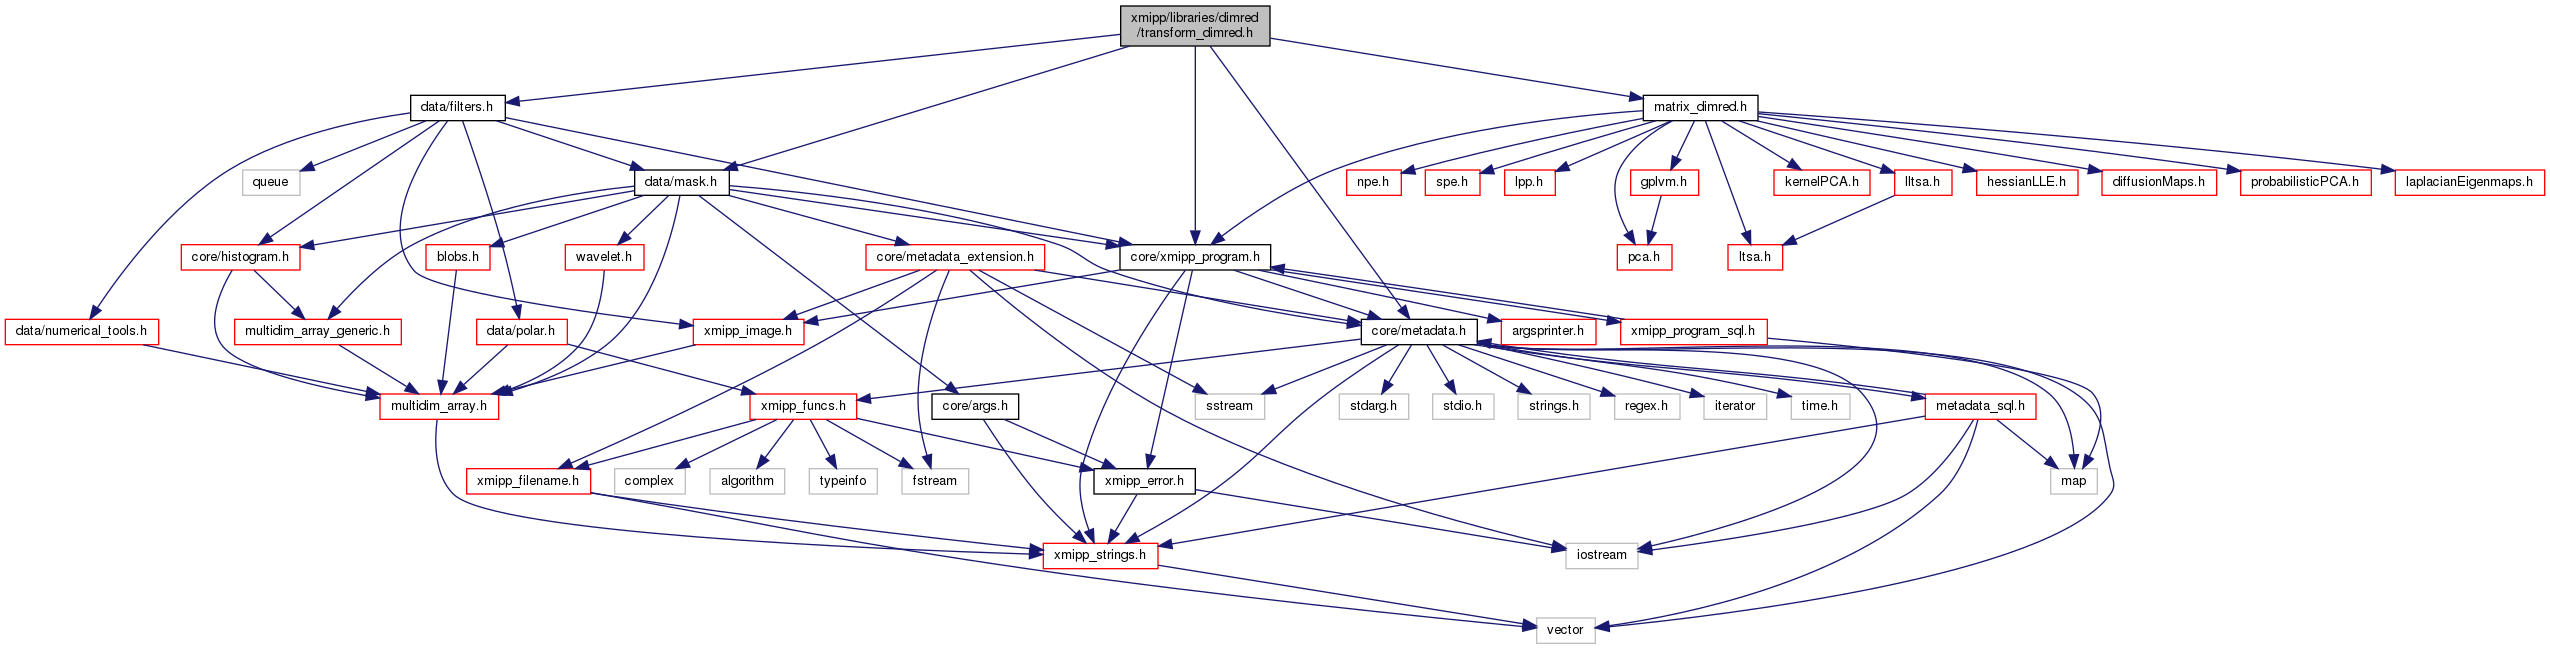 xmipp/libraries/dimred
/transform_dimred.h
data/filters.h
matrix_dimred.h
queue
data/mask.h
npe.h
spe.h
lpp.h
gplvm.h
kernelPCA.h
lltsa.h
hessianLLE.h
diffusionMaps.h
probabilisticPCA.h
laplacianEigenmaps.h
core/histogram.h
blobs.h
wavelet.h
core/metadata_extension.h
core/xmipp_program.h
pca.h
ltsa.h
data/numerical_tools.h
multidim_array_generic.h
data/polar.h
xmipp_image.h
core/metadata.h
argsprinter.h
xmipp_program_sql.h
multidim_array.h
xmipp_funcs.h
core/args.h
sstream
stdarg.h
stdio.h
strings.h
regex.h
iterator
time.h
metadata_sql.h
xmipp_filename.h
complex
algorithm
typeinfo
fstream
xmipp_error.h
map
xmipp_strings.h
iostream
vector